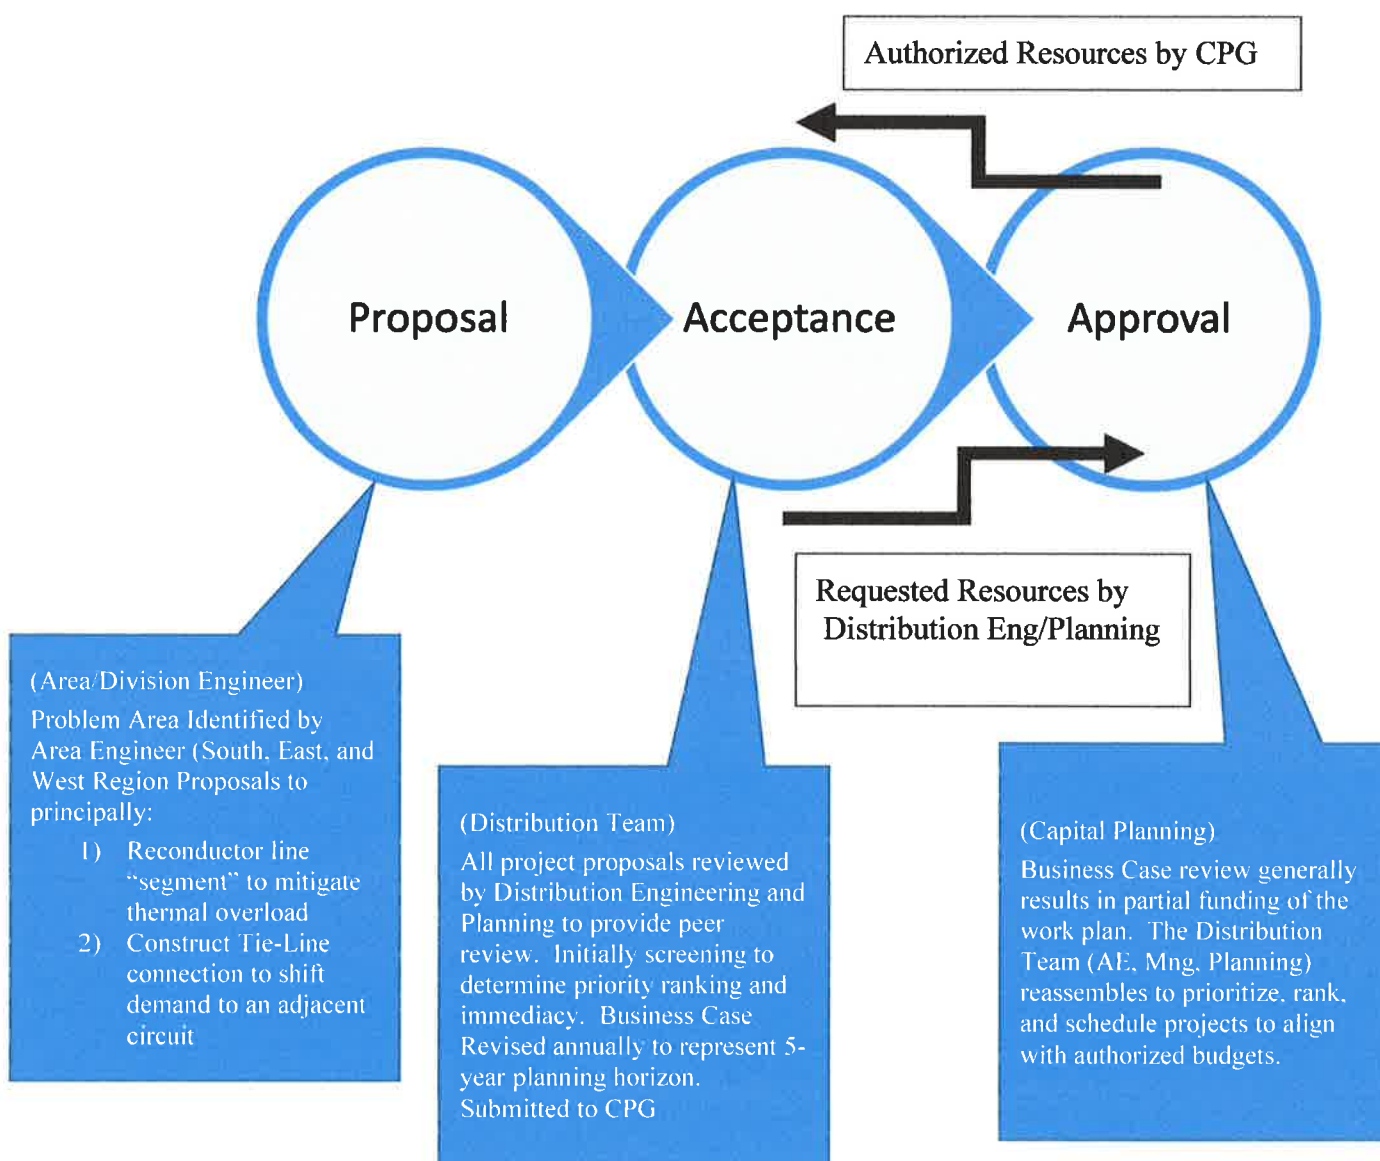 Authorized Resources by CPG
Proposal
Acceptance
Approval
Requested Resources by
Distribution Eng/Planning
(Area/Division Engineer)
Problem Area Identified by
Area Engineer (South, East, and
West Region Proposals to
principally:
1) Reconductor line
"segment" to mitigate
thermal overload
2) Construct Tie-Line
connection to shift
demand to an adjacent
circuit
(Distribution Team)
All project proposals reviewed
by Distribution Engineering and
Planning to provide peer
review. Initially screening to
determine priority ranking and
immediacy. Business Case
Revised annually to represent 5-
year planning horizon.
Submitted to CPG
(Capital Planning)
Business Case review generally
results in partial funding of the
work plan. The Distribution
Team (AE, Mng, Planning)
reassembles to prioritize, rank,
and schedule projects to align
with authorized budgets.